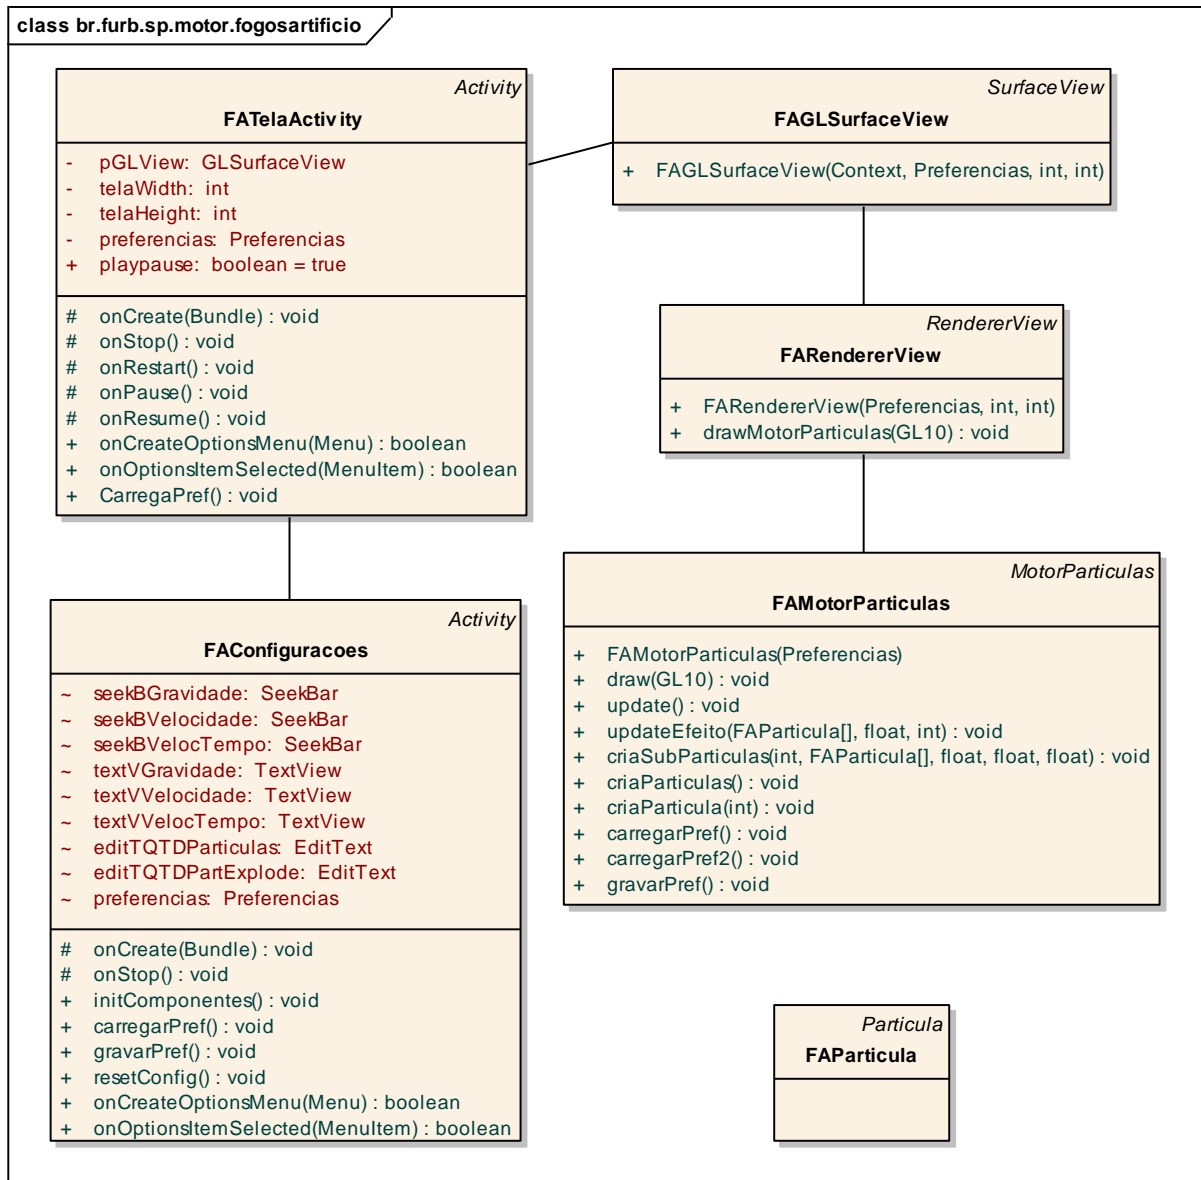 class br.furb.sp.motor.fogosartificio
Activity
FATelaActivity
- pGLView: GLSurfaceView
- telaWidth: int
- telaHeight: int
- preferencias: Preferencias
+ playpause: boolean = true
# onCreate(Bundle) : void
# onStop() : void
# onRestart() : void
# onPause() : void
# onResume() : void
+ onCreateOptionsMenu(Menu) : boolean
+ onOptionsItemSelected(MenuItem) : boolean
+ CarregaPref() : void
SurfaceView
FAGLSurfaceView
+ FAGLSurfaceView(Context, Preferencias, int, int)
RendererView
FARendererView
+ FARendererView(Preferencias, int, int)
+ drawMotorParticulas(GL10) : void
Activity
FAConfiguracoes
~ seekBGravidade: SeekBar
~ seekBVelocidade: SeekBar
~ seekBVelocTempo: SeekBar
~ textVGravidade: TextView
~ textVVelocidade: TextView
~ textVVelocTempo: TextView
~ editTQTDParticulas: EditText
~ editTQTDPartExplode: EditText
~ preferencias: Preferencias
# onCreate(Bundle) : void
# onStop() : void
+ initComponentes() : void
+ carregarPref() : void
+ gravarPref() : void
+ resetConfig() : void
+ onCreateOptionsMenu(Menu) : boolean
+ onOptionsItemSelected(MenuItem) : boolean
MotorParticulas
FAMotorParticulas
+ FAMotorParticulas(Preferencias)
+ draw(GL10) : void
+ update() : void
+ updateEfeito(FAParticula[], float, int) : void
+ criaSubParticulas(int, FAParticula[], float, float, float) : void
+ criaParticulas() : void
+ criaParticula(int) : void
+ carregarPref() : void
+ carregarPref2() : void
+ gravarPref() : void
Particula
FAParticula